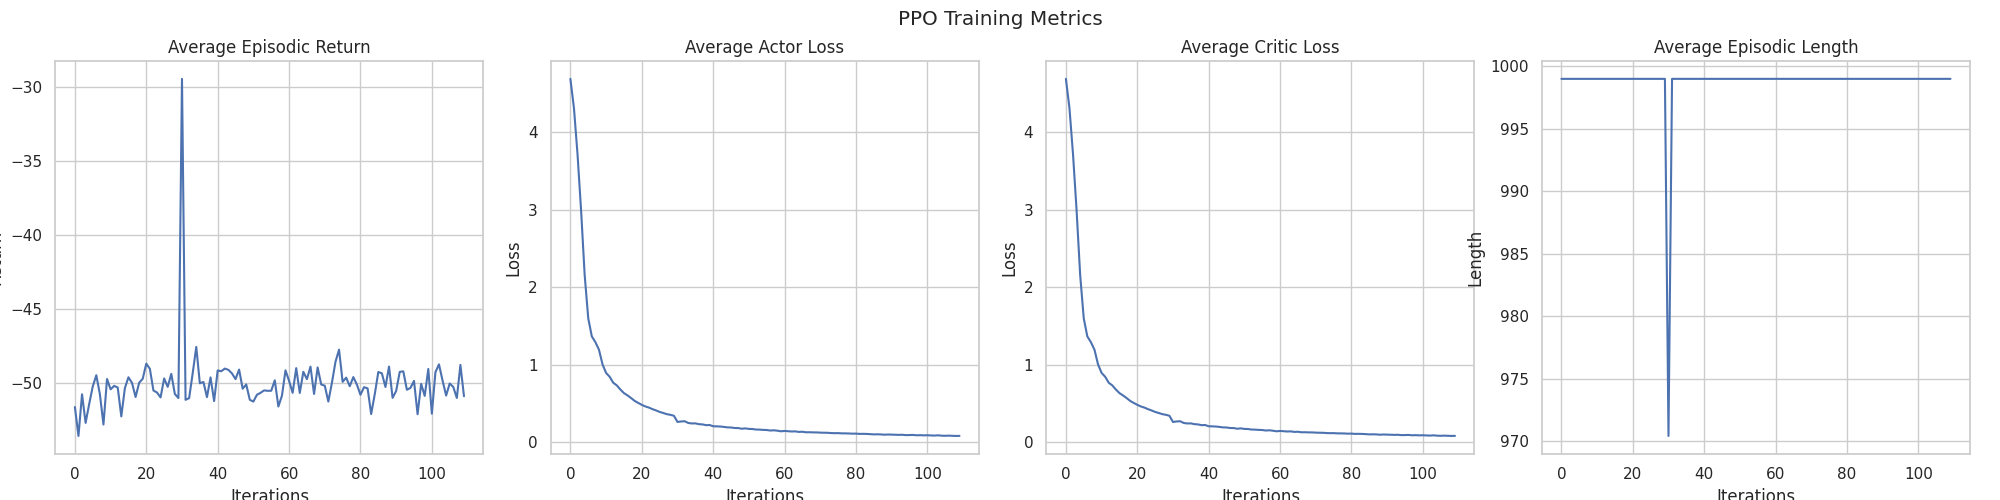 PPO Training Metrics
Average Episodic Return
−30
−35
−40
−45
−50
0 20 40 60 80 100
Iterations
Average Actor Loss
Loss
4
3
2
1
0
0 20 40 60 80 100
Iterations
Average Critic Loss
Loss
4
3
2
1
0
0 20 40 60 80 100
Iterations
Average Episodic Length
Length
1000
995
990
985
980
975
970
0 20 40 60 80 100
Iterations